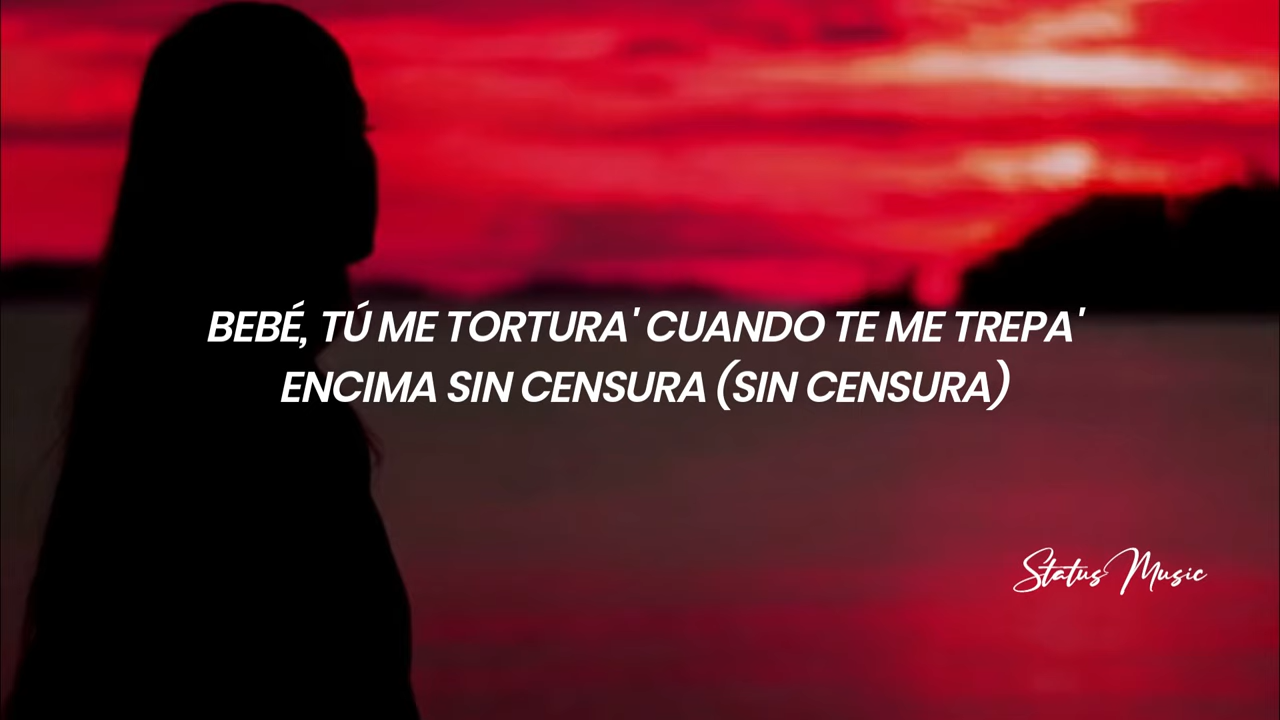 BEBÉ, TÚ ME TORTURA' CUANDO TE ME TREPA'
ENCIMA SIN CENSURA (SIN CENSURA)
Status Music